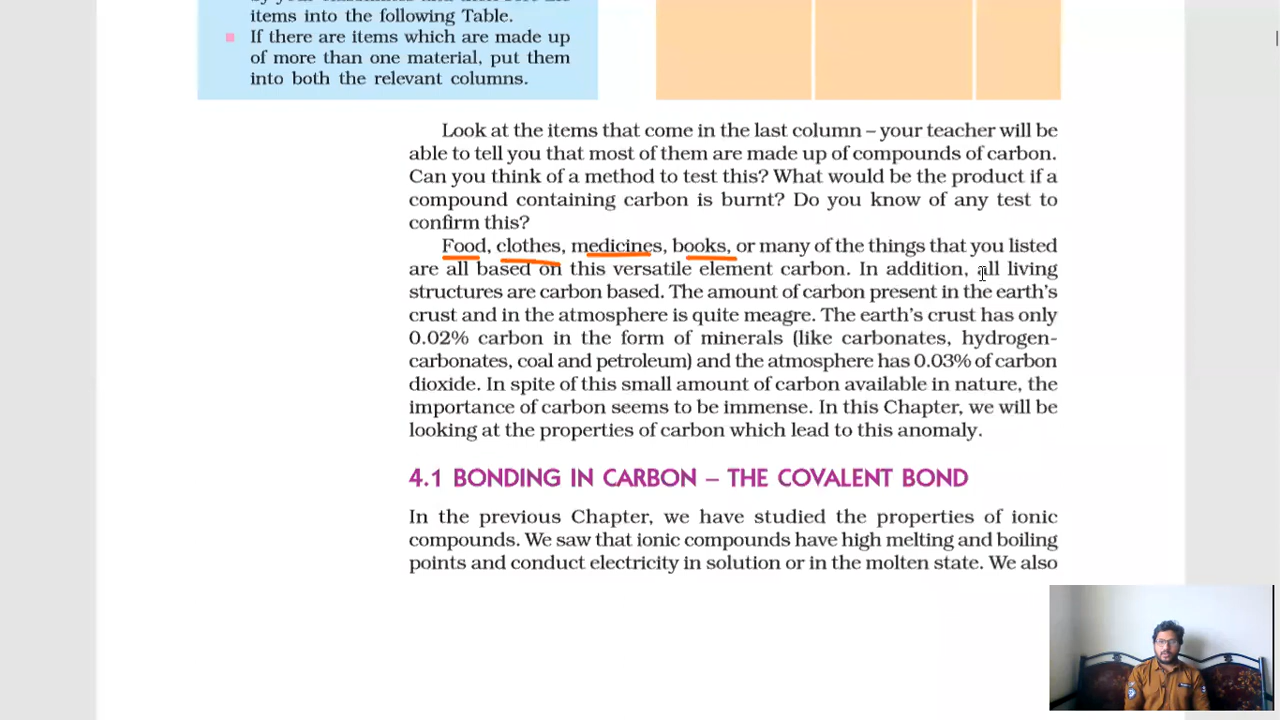 items into the following Table.
If there are items which are made up
of more than one material, put them
into both the relevant columns.
Look at the items that come in the last column – your teacher will be
able to tell you that most of them are made up of compounds of carbon.
Can you think of a method to test this? What would be the product if a
compound containing carbon is burnt? Do you know of any test to
confirm this?
Food, clothes, medicines, books, or many of the things that you listed
are all based on this versatile element carbon. In addition, all living
structures are carbon based. The amount of carbon present in the earth's
crust and in the atmosphere is quite meagre. The earth's crust has only
0.02% carbon in the form of minerals (like carbonates, hydrogen-
carbonates, coal and petroleum) and the atmosphere has 0.03% of carbon
dioxide. In spite of this small amount of carbon available in nature, the
importance of carbon seems to be immense. In this Chapter, we will be
looking at the properties of carbon which lead to this anomaly.
4.1 BONDING IN CARBON – THE COVALENT BOND
In the previous Chapter, we have studied the properties of ionic
compounds. We saw that ionic compounds have high melting and boiling
points and conduct electricity in solution or in the molten state. We also